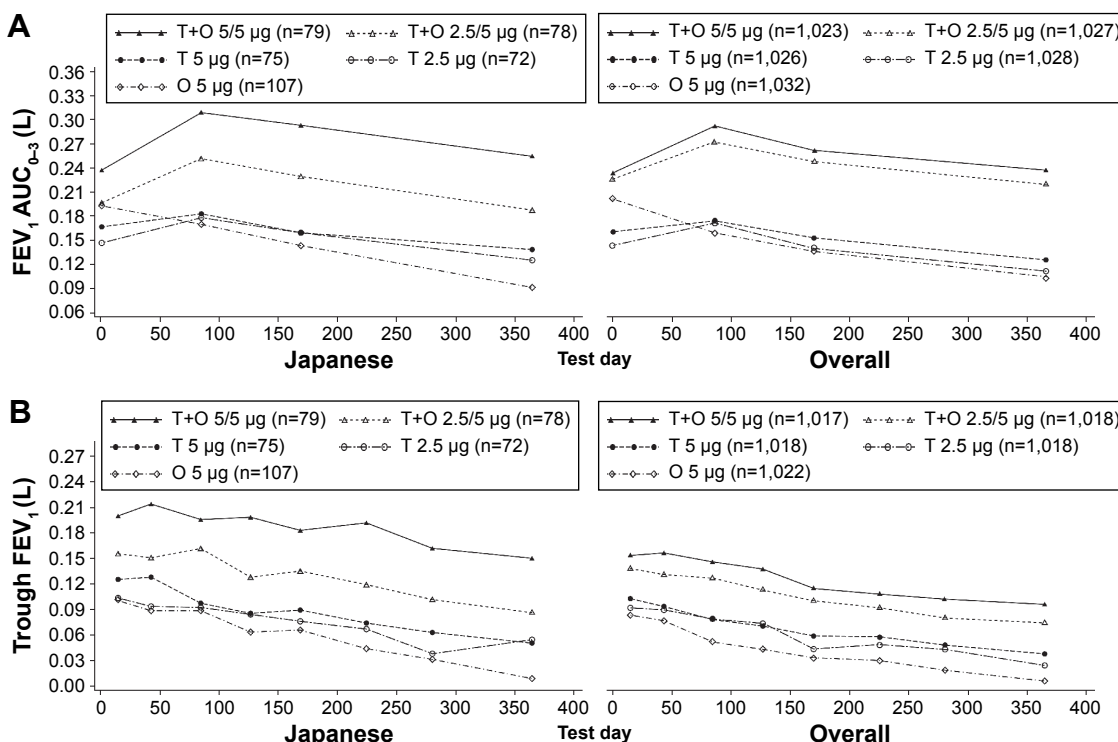 A
T+O 5/5 µg (n=79) T+O 2.5/5 µg (n=78)
T 5 µg (n=75) T 2.5 µg (n=72)
O 5 µg (n=107)
T+O 5/5 µg (n=1,023) T+O 2.5/5 µg (n=1,027)
T 5 µg (n=1,026) T 2.5 µg (n=1,028)
O 5 µg (n=1,032)
FEV₁ AUC₀₋₃ (L)
0.36
0.33
0.30
0.27
0.24
0.21
0.18
0.15
0.12
0.09
0.06
0 50 100 150 200 250 300 350 400
0 50 100 150 200 250 300 350 400
Japanese Test day Overall
B
T+O 5/5 µg (n=79) T+O 2.5/5 µg (n=78)
T 5 µg (n=75) T 2.5 µg (n=72)
O 5 µg (n=107)
T+O 5/5 µg (n=1,017) T+O 2.5/5 µg (n=1,018)
T 5 µg (n=1,018) T 2.5 µg (n=1,018)
O 5 µg (n=1,022)
Trough FEV₁ (L)
0.27
0.24
0.21
0.18
0.15
0.12
0.09
0.06
0.03
0.00
0 50 100 150 200 250 300 350 400
0 50 100 150 200 250 300 350 400
Japanese Test day Overall